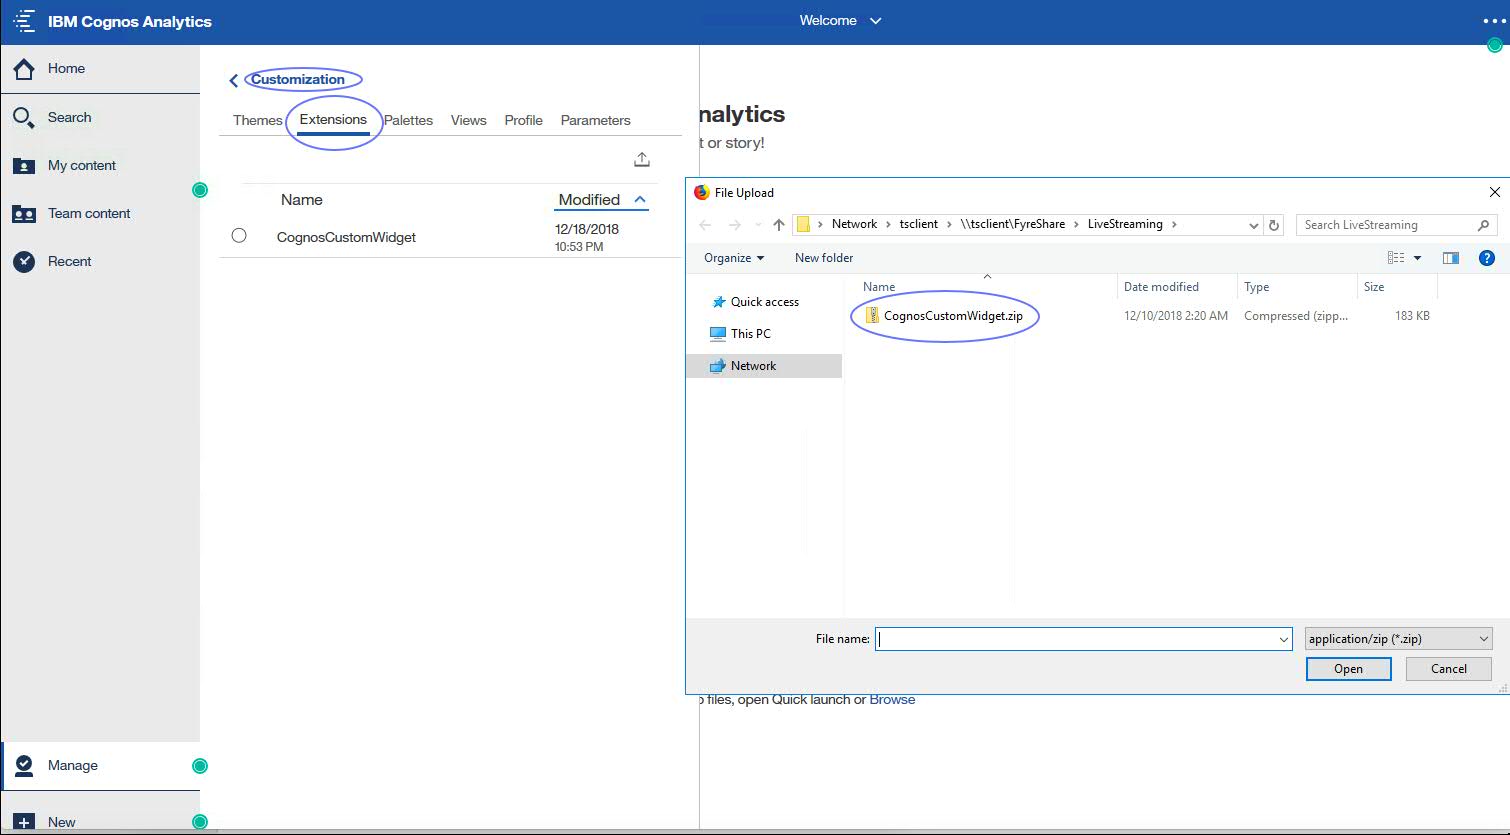 IBM Cognos Analytics
Welcome
Home
Search
My content
Team content
Recent
Manage
New
Customization
Themes Extensions Palettes Views Profile Parameters
Name Modified
CognosCustomWidget 12/18/2018
10:53 PM
nalytics
t or story!
File Upload
Network tsclient \\tsclient\FyreShare LiveStreaming Search LiveStreaming
Organize New folder
Quick access
This PC
Network
Name Date modified Type Size
CognosCustomWidget.zip 12/10/2018 2:20 AM Compressed (zipp... 183 KB
File name: application/zip (*.zip)
Open Cancel
files, open Quick launch or Browse